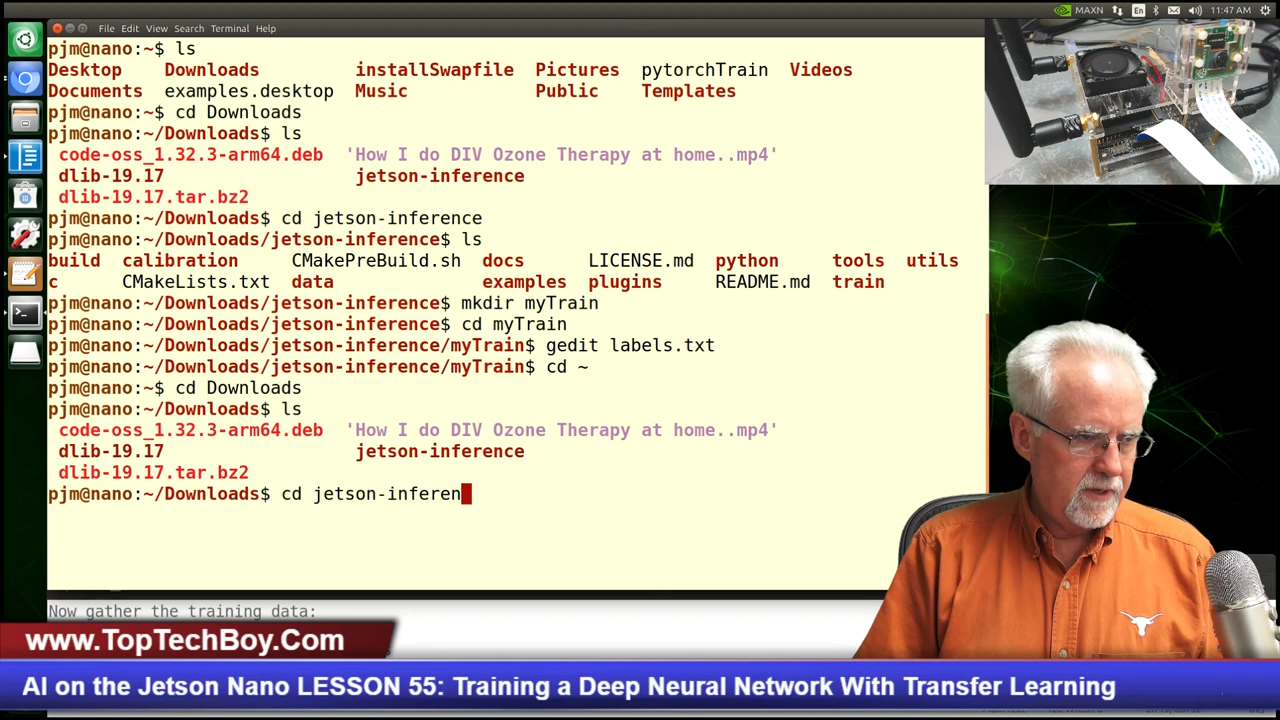 MAXN En 11:47 AM
File Edit View Search Terminal Help
pjm@nano:~$ ls
Desktop Downloads installSwapfile Pictures pytorchTrain Videos
Documents examples.desktop Music Public Templates
pjm@nano:~$ cd Downloads
pjm@nano:~/Downloads$ ls
code-oss_1.32.3-arm64.deb 'How I do DIV Ozone Therapy at home..mp4'
dlib-19.17 jetson-inference
dlib-19.17.tar.bz2
pjm@nano:~/Downloads$ cd jetson-inference
pjm@nano:~/Downloads/jetson-inference$ ls
build calibration CMakePreBuild.sh docs LICENSE.md python tools utils
c CMakeLists.txt data examples plugins README.md train
pjm@nano:~/Downloads/jetson-inference$ mkdir myTrain
pjm@nano:~/Downloads/jetson-inference$ cd myTrain
pjm@nano:~/Downloads/jetson-inference/myTrain$ gedit labels.txt
pjm@nano:~/Downloads/jetson-inference/myTrain$ cd ~
pjm@nano:~$ cd Downloads
pjm@nano:~/Downloads$ ls
code-oss_1.32.3-arm64.deb 'How I do DIV Ozone Therapy at home..mp4'
dlib-19.17 jetson-inference
dlib-19.17.tar.bz2
pjm@nano:~/Downloads$ cd jetson-inferen
Now gather the training data:
www.TopTechBoy.Com
AI on the Jetson Nano LESSON 55: Training a Deep Neural Network With Transfer Learning